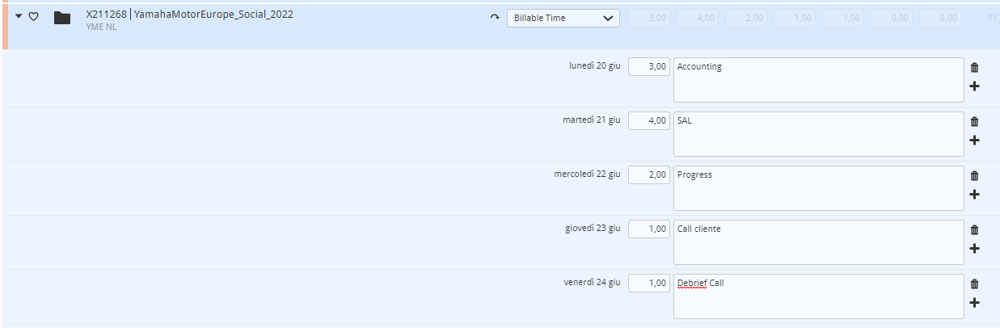 X211268 | YamahaMotorEurope_Social_2022 Billable Time 3,00 4,00 2,00 1,00 1,00 0,00 0,00 11,
YME NL
lunedì 20 giu 3,00 Accounting
martedì 21 giu 4,00 SAL
mercoledì 22 giu 2,00 Progress
giovedì 23 giu 1,00 Call cliente
venerdì 24 giu 1,00 Debrief Call